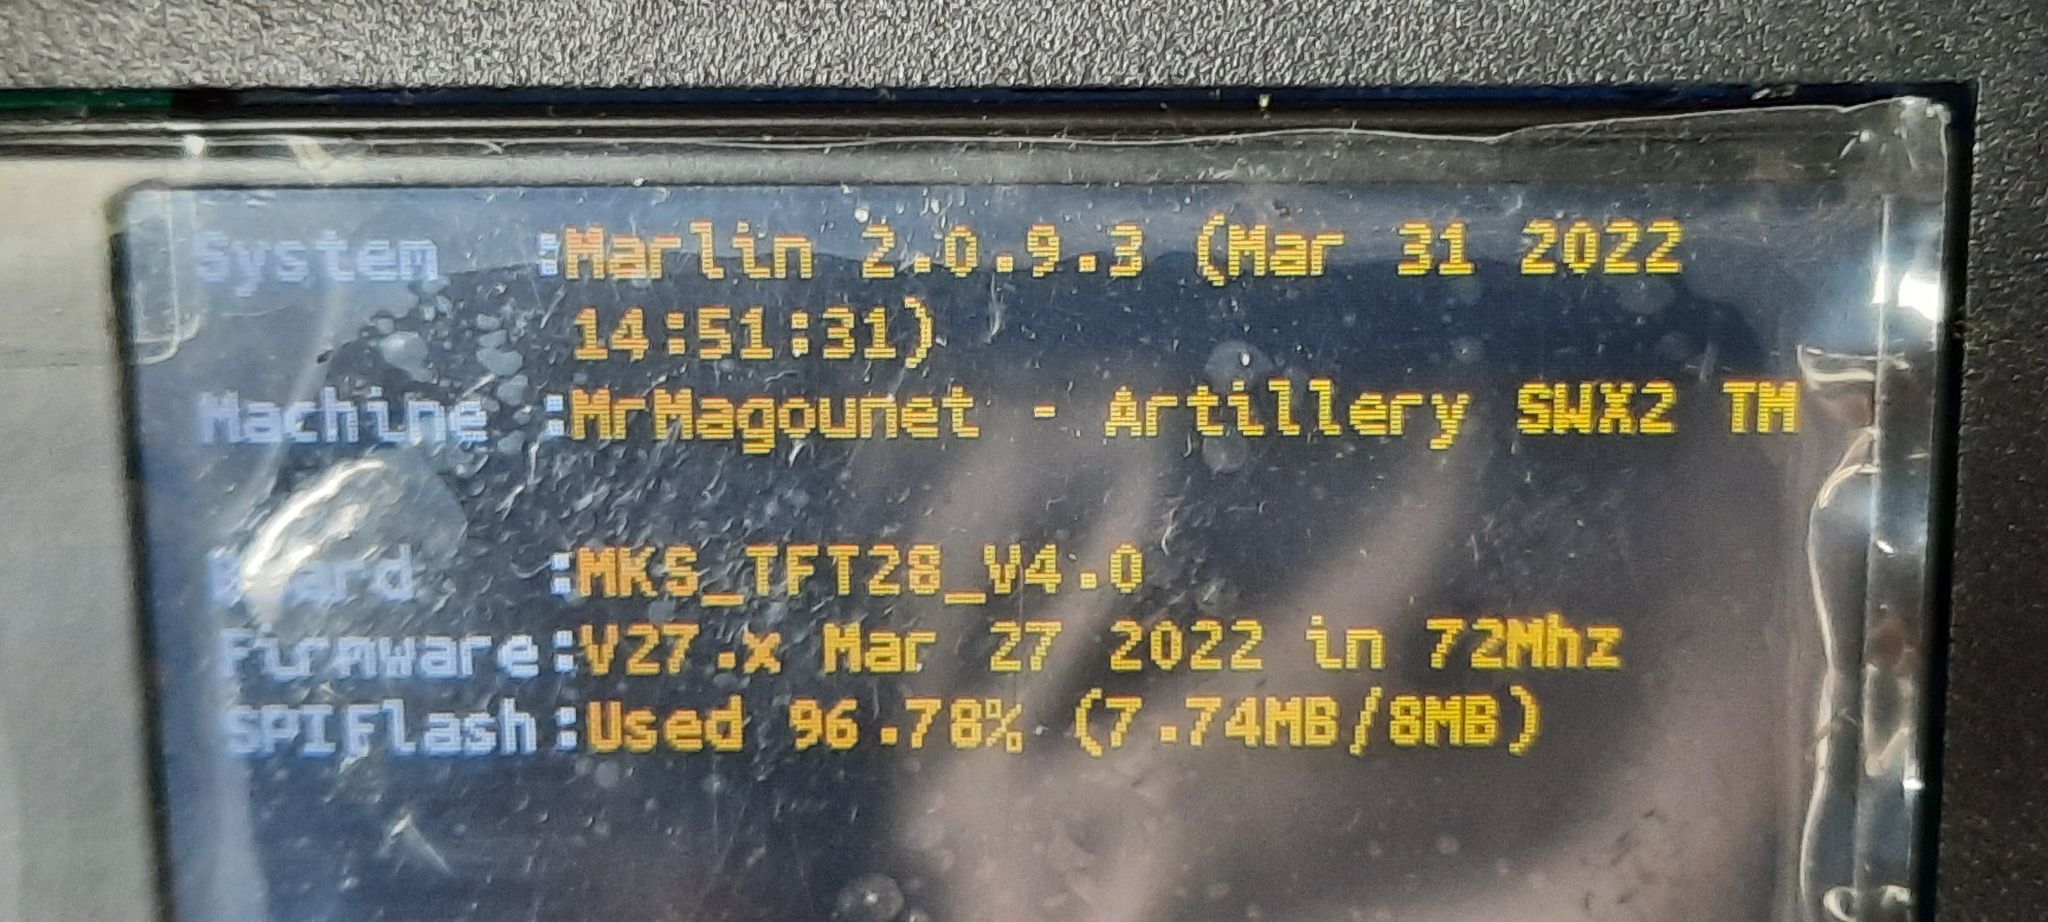 System :Marlin 2.0.9.3 (Mar 31 2022
14:51:31)
Machine :MrMagounet - Artillery SWX2 TM
Board :MKS_TFT28_V4.0
Firmware:V27.x Mar 27 2022 in 72Mhz
SPIFlash:Used 96.78% (7.74MB/8MB)